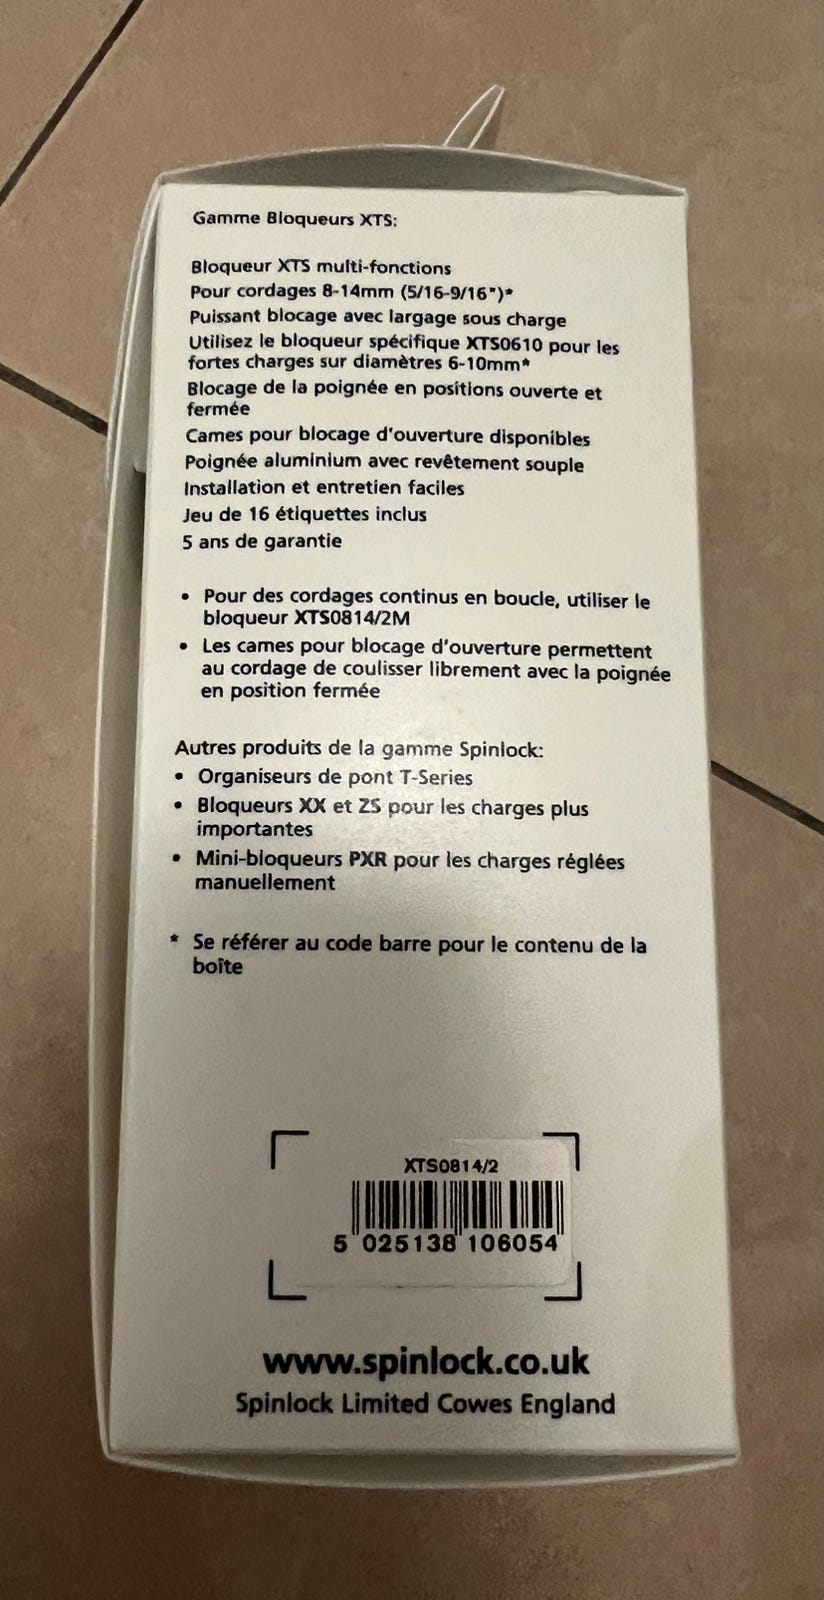 Gamme Bloqueurs XTS:
Bloqueur XTS multi-fonctions
Pour cordages 8-14mm (5/16-9/16")*
Puissant blocage avec largage sous charge
Utilisez le bloqueur spécifique XTS0610 pour les
fortes charges sur diamètres 6-10mm*
Blocage de la poignée en positions ouverte et
fermée
Cames pour blocage d'ouverture disponibles
Poignée aluminium avec revêtement souple
Installation et entretien faciles
Jeu de 16 étiquettes inclus
5 ans de garantie
• Pour des cordages continus en boucle, utiliser le
bloqueur XTS0814/2M
• Les cames pour blocage d'ouverture permettent
au cordage de coulisser librement avec la poignée
en position fermée
Autres produits de la gamme Spinlock:
• Organiseurs de pont T-Series
• Bloqueurs XX et ZS pour les charges plus
importantes
• Mini-bloqueurs PXR pour les charges réglées
manuellement
* Se référer au code barre pour le contenu de la
boîte
XTS0814/2
5 025138 106054
www.spinlock.co.uk
Spinlock Limited Cowes England